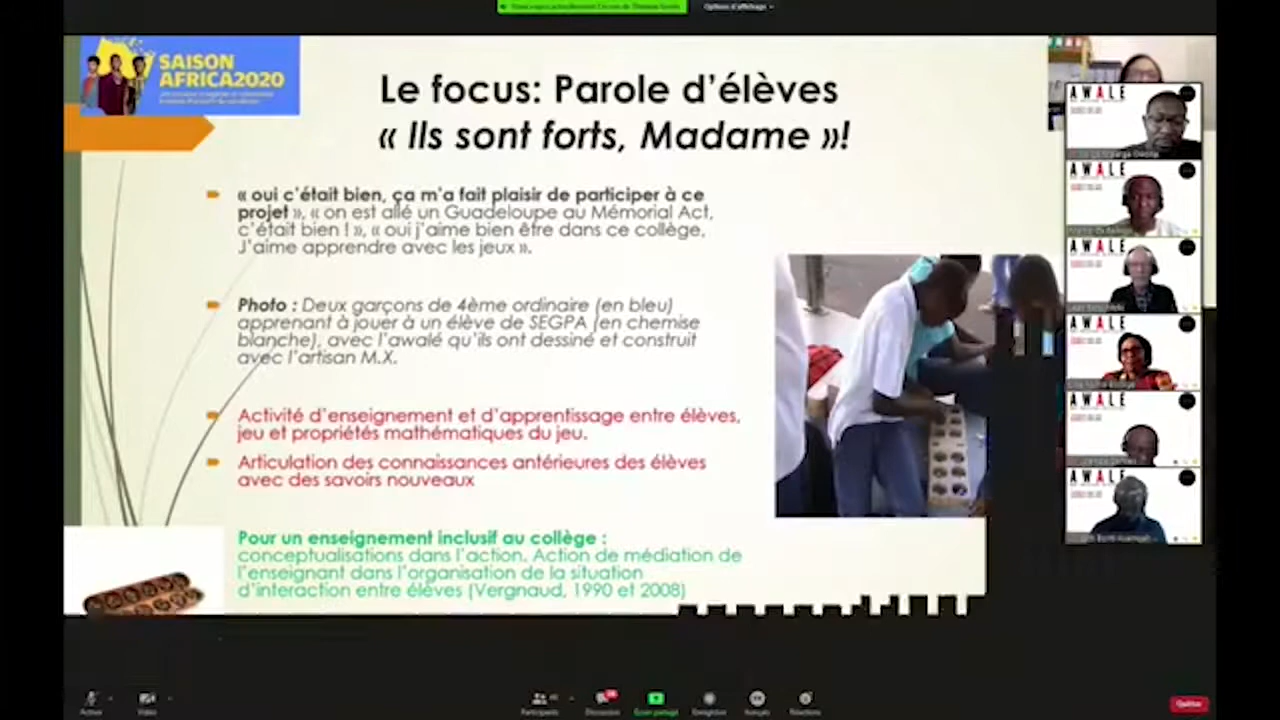 Options d'affichage
SAISON
AFRICA2020
Le focus: Parole d'élèves
« Ils sont forts, Madame »!
« oui c'était bien, ça m'a fait plaisir de participer à ce
projet », « on est allé un Guadeloupe au Mémorial Act,
c'était bien ! », « oui j'aime bien être dans ce collège,
J'aime apprendre avec les jeux ».
Photo : Deux garçons de 4ème ordinaire (en bleu)
apprenant à jouer à un élève de SEGPA (en chemise
blanche), avec l'awalé qu'ils ont dessiné et construit
avec l'artisan M.X.
Activité d'enseignement et d'apprentissage entre élèves,
jeu et propriétés mathématiques du jeu.
Articulation des connaissances antérieures des élèves
avec des savoirs nouveaux
Pour un enseignement inclusif au collège :
conceptualisations dans l'action. Action de médiation de
l'enseignant dans l'organisation de la situation
d'interaction entre élèves (Vergnaud, 1990 et 2008)
AWALE
AWALE
AWALE
AWALE
AWALE
AWALE
Participants
Discussion
Enregistrer
Réactions
Quitter